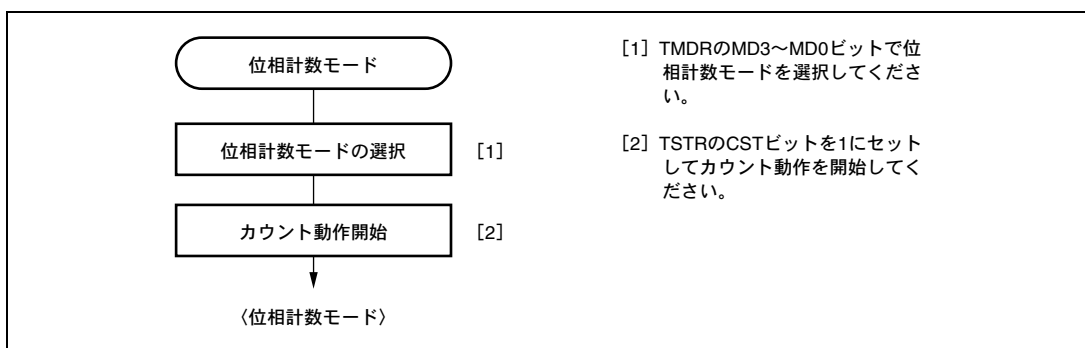 位相計数モード
位相計数モードの選択
[1]
カウント動作開始
[2]
〈位相計数モード〉
[1] TMDRのMD3～MD0ビットで位
相計数モードを選択してくださ
い。
[2] TSTRのCSTビットを1にセット
してカウント動作を開始してく
ださい。